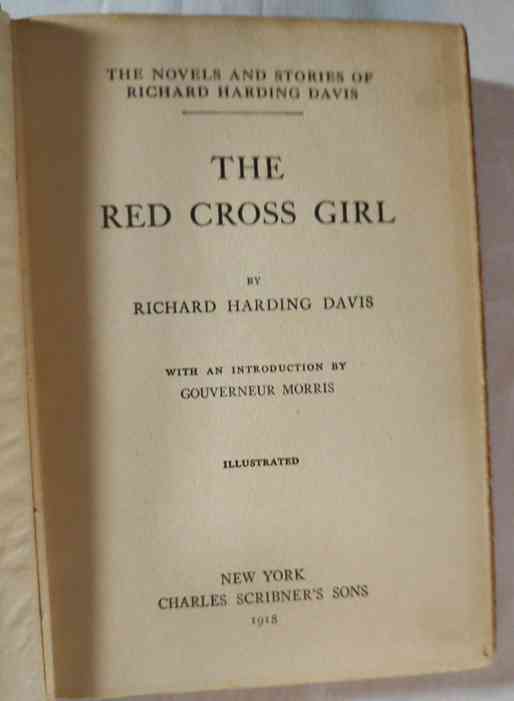 THE NOVELS AND STORIES OF
RICHARD HARDING DAVIS
THE
RED CROSS GIRL
BY
RICHARD HARDING DAVIS
WITH AN INTRODUCTION BY
GOUVERNEUR MORRIS
ILLUSTRATED
NEW YORK
CHARLES SCRIBNER'S SONS
1918